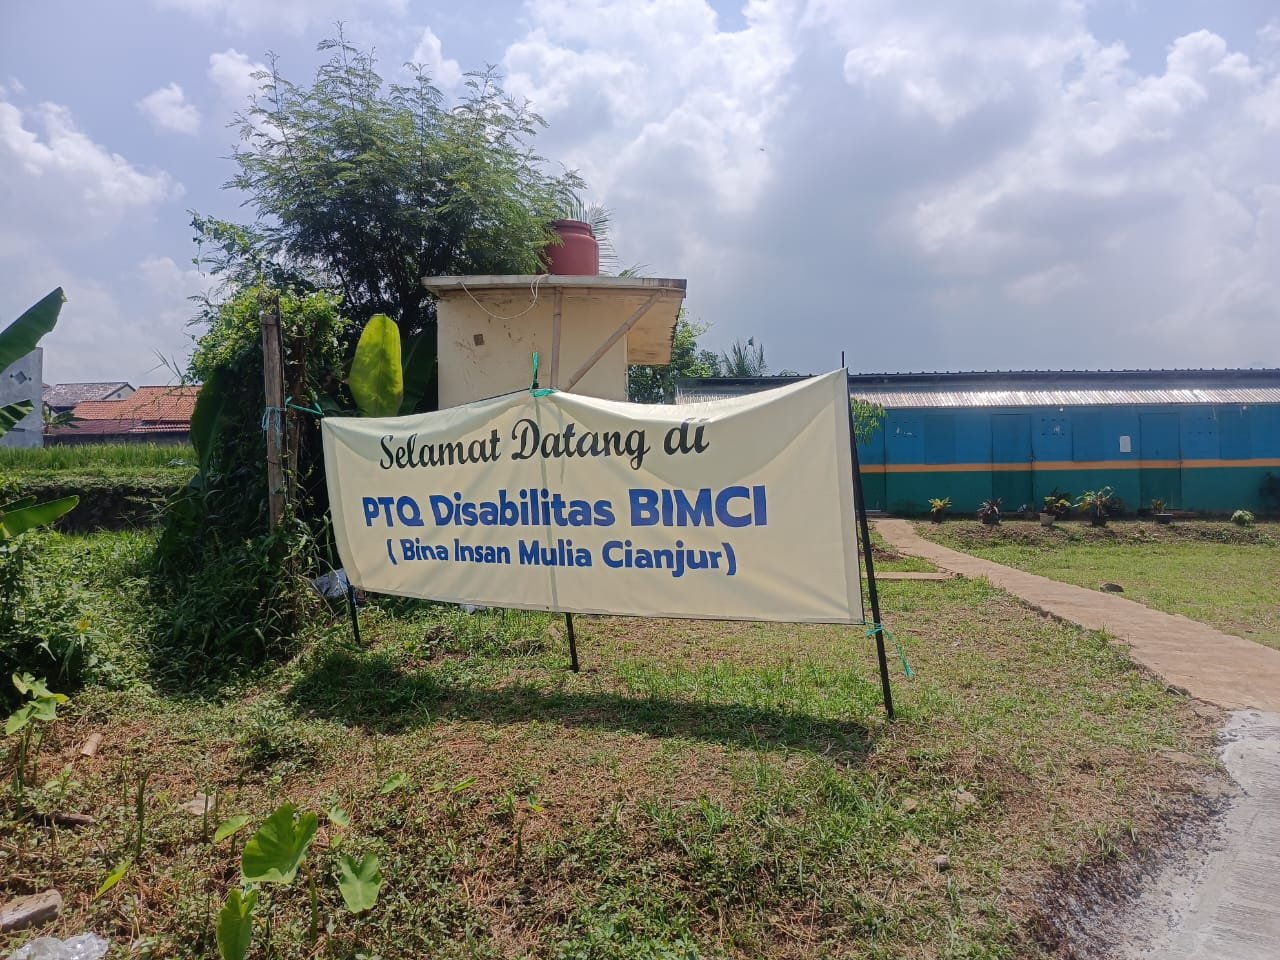 Selamat Datang di
PTQ Disabilitas BIMCI
( Bina Insan Mulia Cianjur)